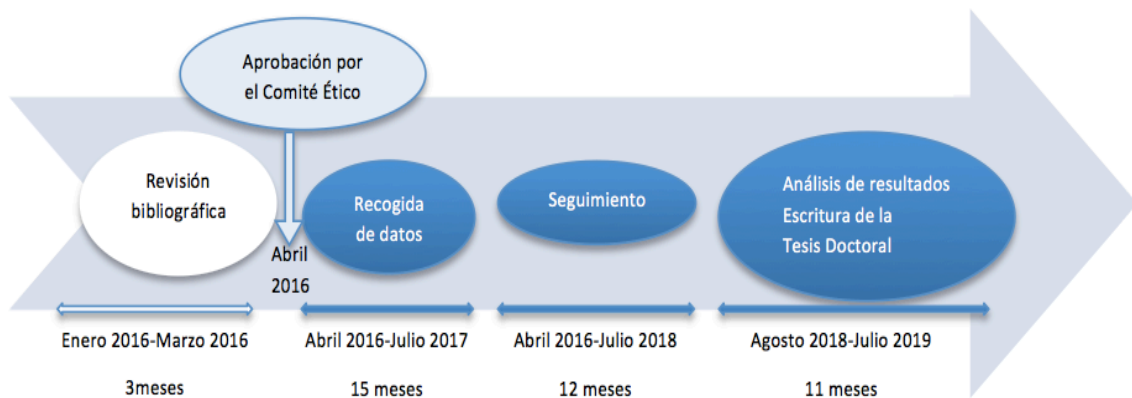 Aprobación por
el Comité Ético
Revisión
bibliográfica
Abril
2016
Recogida
de datos
Seguimiento
Análisis de resultados
Escritura de la
Tesis Doctoral
Enero 2016-Marzo 2016
Abril 2016-Julio 2017
Abril 2016-Julio 2018
Agosto 2018-Julio 2019
3meses
15 meses
12 meses
11 meses